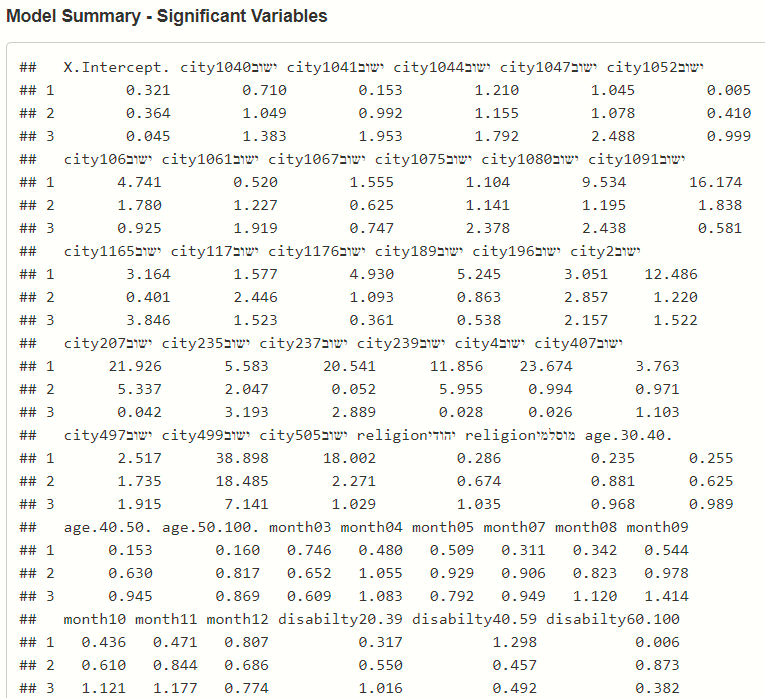 Model Summary - Significant Variables
## X.Intercept. city1040ישוב city1041ישוב city1044ישוב city1047ישוב city1052ישוב
## 1 0.321 0.710 0.153 1.210 1.045 0.005
## 2 0.364 1.049 0.992 1.155 1.078 0.410
## 3 0.045 1.383 1.953 1.792 2.488 0.999
## city106ישוב city1061ישוב city1067ישוב city1075ישוב city1080ישוב city1091ישוב
## 1 4.741 0.520 1.555 1.104 9.534 16.174
## 2 1.780 1.227 0.625 1.141 1.195 1.838
## 3 0.925 1.919 0.747 2.378 2.438 0.581
## city1165ישוב city117ישוב city1176ישוב city189ישוב city196ישוב city2ישוב
## 1 3.164 1.577 4.930 5.245 3.051 12.486
## 2 0.401 2.446 1.093 0.863 2.857 1.220
## 3 3.846 1.523 0.361 0.538 2.157 1.522
## city207ישוב city235ישוב city237ישוב city239ישוב city4ישוב city407ישוב
## 1 21.926 5.583 20.541 11.856 23.674 3.763
## 2 5.337 2.047 0.052 5.955 0.994 0.971
## 3 0.042 3.193 2.889 0.028 0.026 1.103
## city497ישוב city499ישוב city505ישוב religionיהודי religionמוסלמי age.30.40.
## 1 2.517 38.898 18.002 0.286 0.235 0.255
## 2 1.735 18.485 2.271 0.674 0.881 0.625
## 3 1.915 7.141 1.029 1.035 0.968 0.989
## age.40.50. age.50.100. month03 month04 month05 month07 month08 month09
## 1 0.153 0.160 0.746 0.480 0.509 0.311 0.342 0.544
## 2 0.630 0.817 0.652 1.055 0.929 0.906 0.823 0.978
## 3 0.945 0.869 0.609 1.083 0.792 0.949 1.120 1.414
## month10 month11 month12 disabilty20.39 disabilty40.59 disabilty60.100
## 1 0.436 0.471 0.807 0.317 1.298 0.006
## 2 0.610 0.844 0.686 0.550 0.457 0.873
## 3 1.121 1.177 0.774 1.016 0.492 0.382